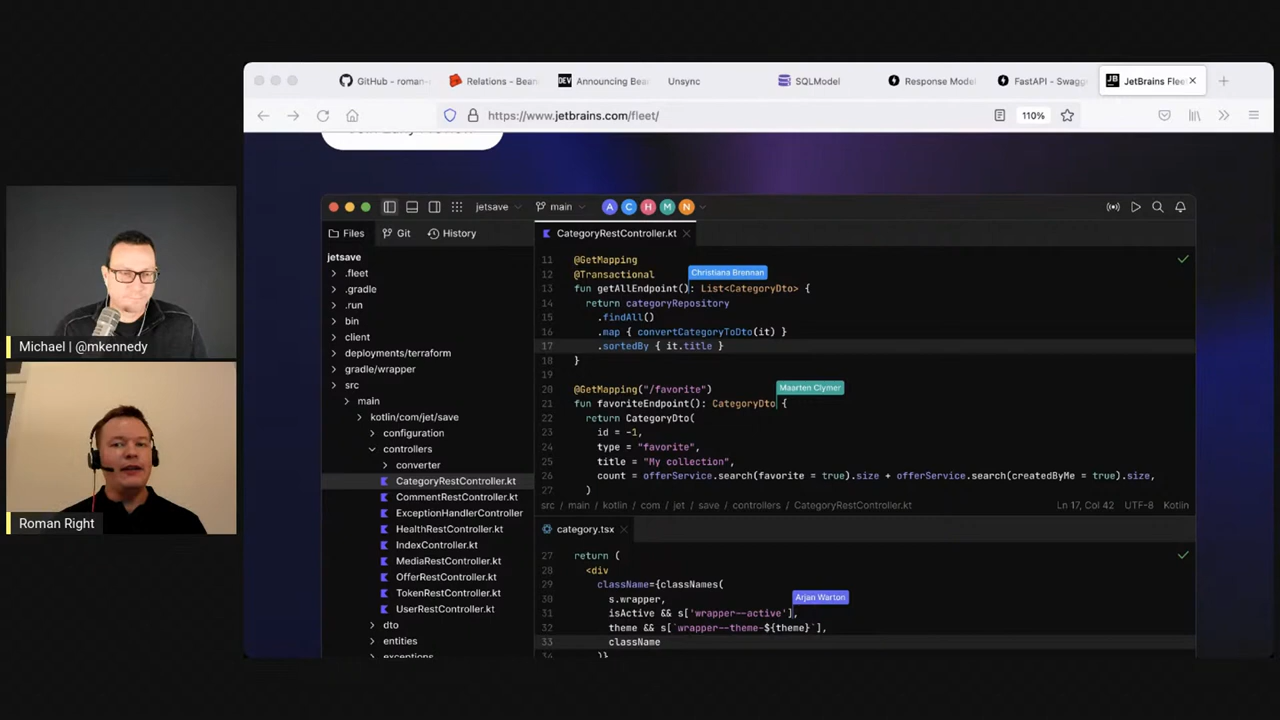 GitHub - roman-
Relations - Bean
DEV
Announcing Bea
Unsync
SQLModel
Response Model
FastAPI - Swagg
JB
JetBrains Flee
https://www.jetbrains.com/fleet/
110%
jetsave
main
A C H M N
Files
Git
History
CategoryRestController.kt
jetsave
.fleet
.gradle
.run
bin
client
deployments/terraform
gradle/wrapper
src
main
kotlin/com/jet/save
configuration
controllers
converter
CategoryRestController.kt
CommentRestController.kt
ExceptionHandlerController
HealthRestController.kt
IndexController.kt
MediaRestController.kt
OfferRestController.kt
TokenRestController.kt
UserRestController.kt
dto
entities
exceptions
11 @GetMapping
12 @Transactional
Christiana Brennan
13 fun getAllEndpoint(): List<CategoryDto> {
14 return categoryRepository
15 .findAll()
16 .map { convertCategoryToDto(it) }
17 .sortedBy { it.title }
18 }
19
20 @GetMapping("/favorite")
Maarten Clymer
21 fun favoriteEndpoint(): CategoryDto {
22 return CategoryDto(
23 id = -1,
24 type = "favorite",
25 title = "My collection",
26 count = offerService.search(favorite = true).size + offerService.search(createdByMe = true).size,
27 )
src / main / kotlin / com / jet / save / controllers / CategoryRestController.kt
Ln 17, Col 42 UTF-8 Kotlin
category.tsx
27 return (
28 <div
29 className={classNames(
Arjan Warton
30 s.wrapper,
31 isActive && s['wrapper--active'],
32 theme && s[`wrapper--theme-${theme}`],
33 className
34 )}
Michael | @mkennedy
Roman Right